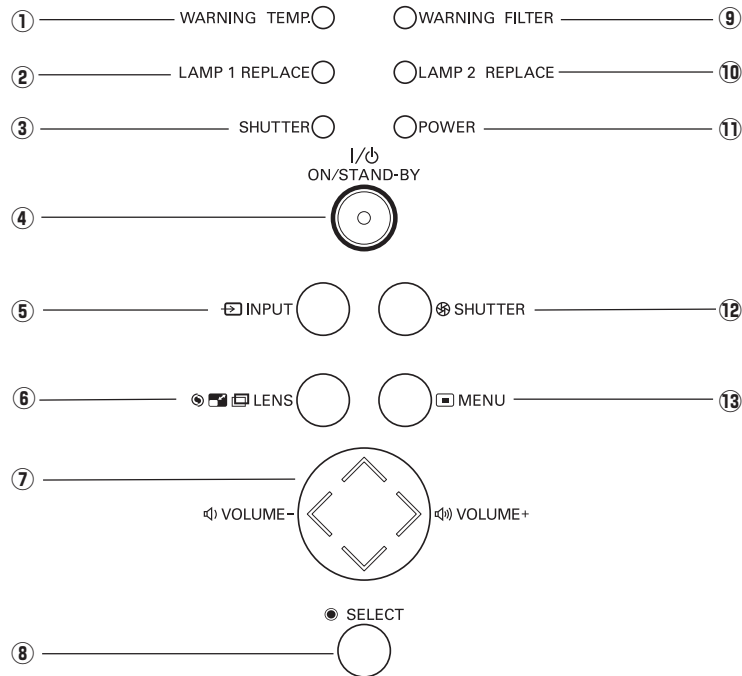 ① WARNING TEMP. WARNING FILTER ⑨
② LAMP 1 REPLACE LAMP 2 REPLACE ⑩
③ SHUTTER POWER ⑪
I/⏻
ON/STAND-BY
④
⑤ INPUT SHUTTER ⑫
⑥ LENS MENU ⑬
⑦
VOLUME- VOLUME+
SELECT
⑧